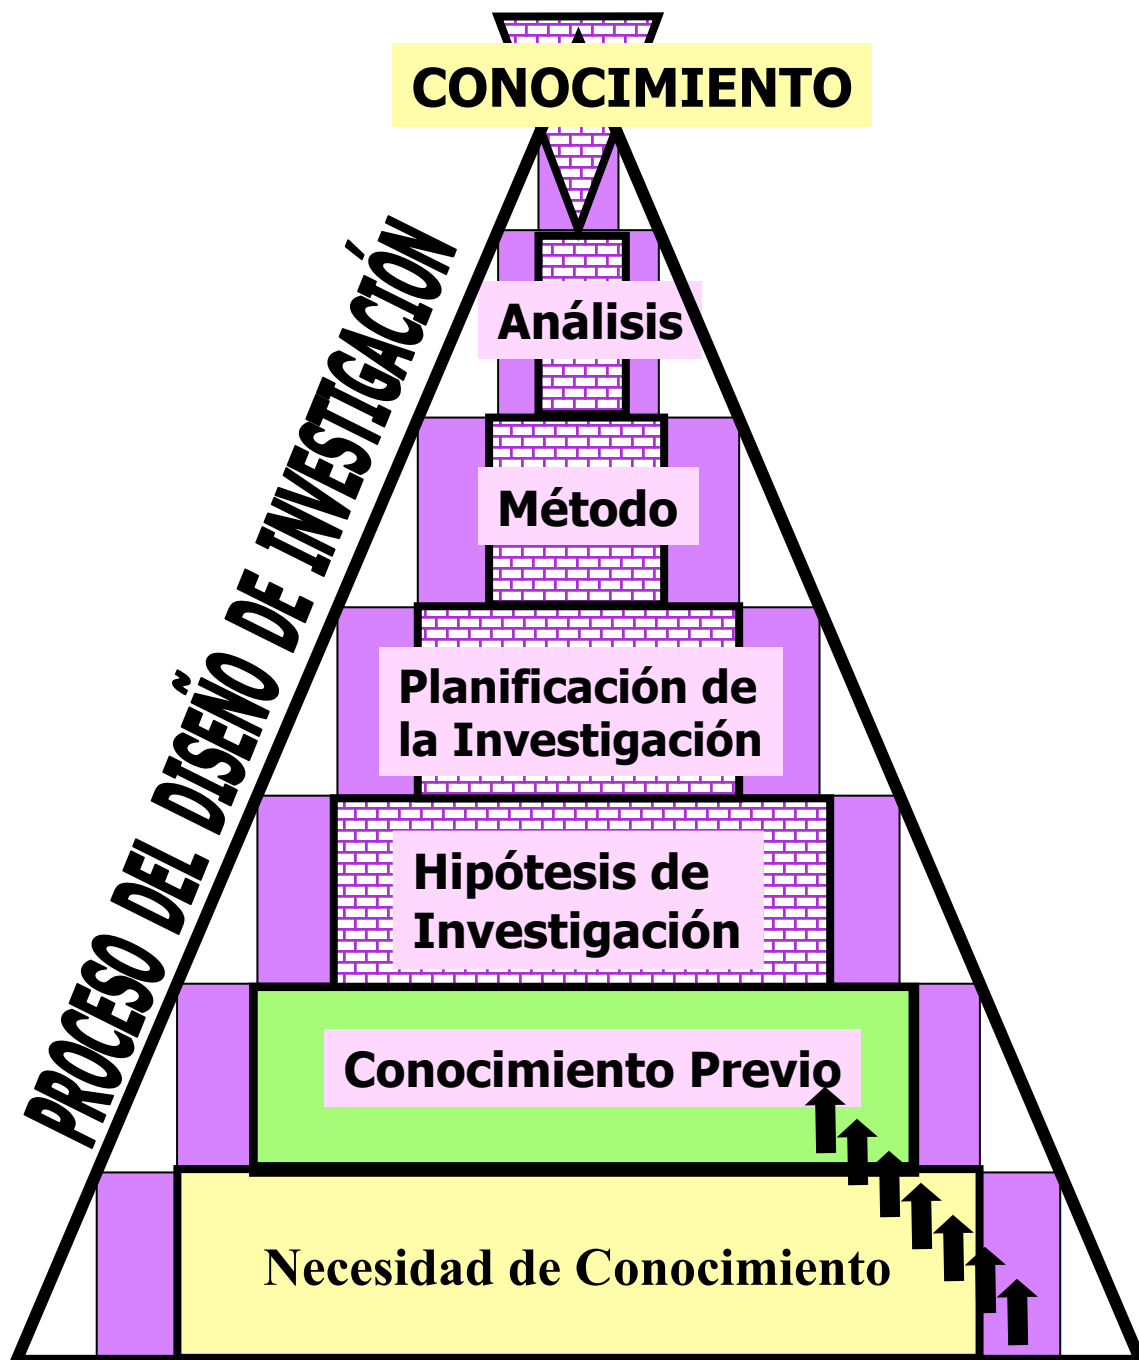 CONOCIMIENTO
PROCESO DEL DISEÑO DE INVESTIGACIÓN
Análisis
Método
Planificación de
la Investigación
Hipótesis de
Investigación
Conocimiento Previo
Necesidad de Conocimiento